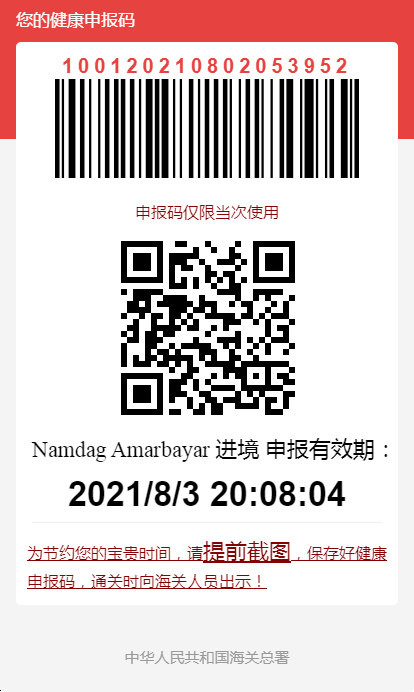 您的健康申报码
100120210802053952
申报码仅限当次使用
Namdag Amarbayar 进境 申报有效期：
2021/8/3 20:08:04
为节约您的宝贵时间，请提前截图，保存好健康
申报码，通关时向海关人员出示！
中华人民共和国海关总署